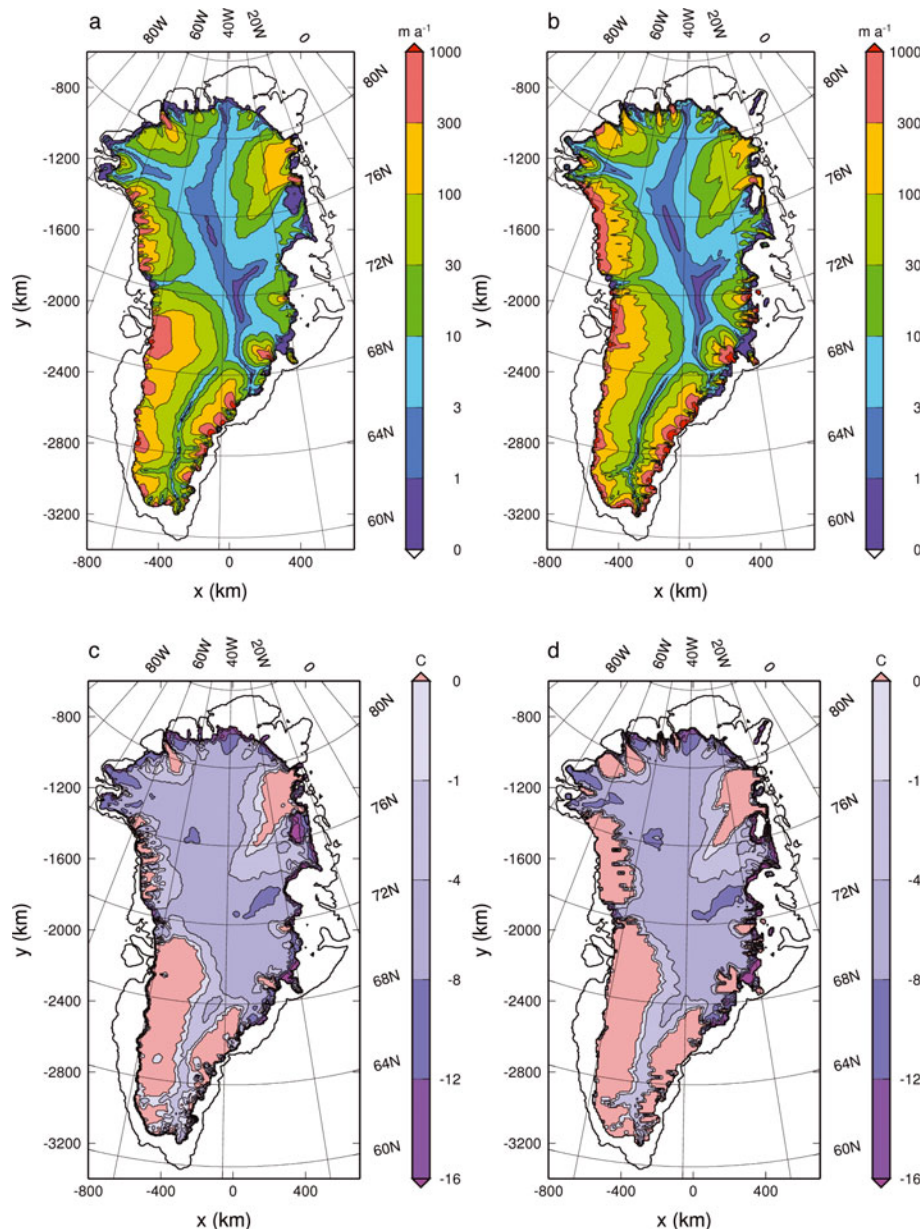 a
80W 60W 40W 20W 0
m a⁻¹
1000
300
100
30
10
3
1
0
80N
76N
72N
68N
64N
60N
-800
-1200
-1600
-2000
-2400
-2800
-3200
y (km)
-800 -400 0 400
x (km)
b
80W 60W 40W 20W 0
m a⁻¹
1000
300
100
30
10
3
1
0
80N
76N
72N
68N
64N
60N
-800
-1200
-1600
-2000
-2400
-2800
-3200
y (km)
-800 -400 0 400
x (km)
c
80W 60W 40W 20W 0
C
0
-1
-4
-8
-12
-16
80N
76N
72N
68N
64N
60N
-800
-1200
-1600
-2000
-2400
-2800
-3200
y (km)
-800 -400 0 400
x (km)
d
80W 60W 40W 20W 0
C
0
-1
-4
-8
-12
-16
80N
76N
72N
68N
64N
60N
-800
-1200
-1600
-2000
-2400
-2800
-3200
y (km)
-800 -400 0 400
x (km)